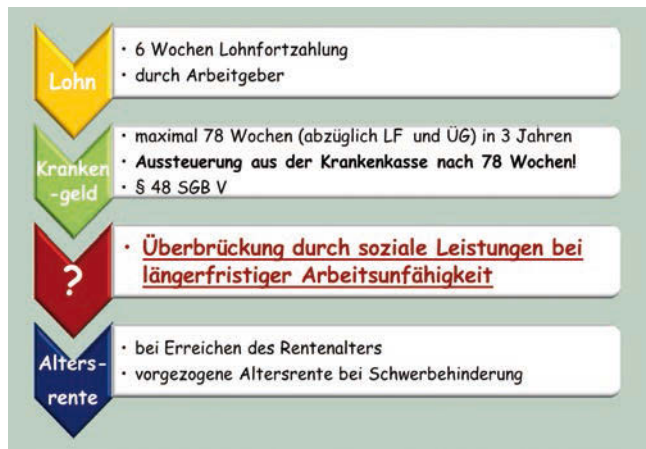 Lohn
• 6 Wochen Lohnfortzahlung
• durch Arbeitgeber
Kranken
-geld
• maximal 78 Wochen (abzüglich LF und ÜG) in 3 Jahren
• Aussteuerung aus der Krankenkasse nach 78 Wochen!
• § 48 SGB V
?
• Überbrückung durch soziale Leistungen bei
längerfristiger Arbeitsunfähigkeit
Alters-
rente
• bei Erreichen des Rentenalters
• vorgezogene Altersrente bei Schwerbehinderung